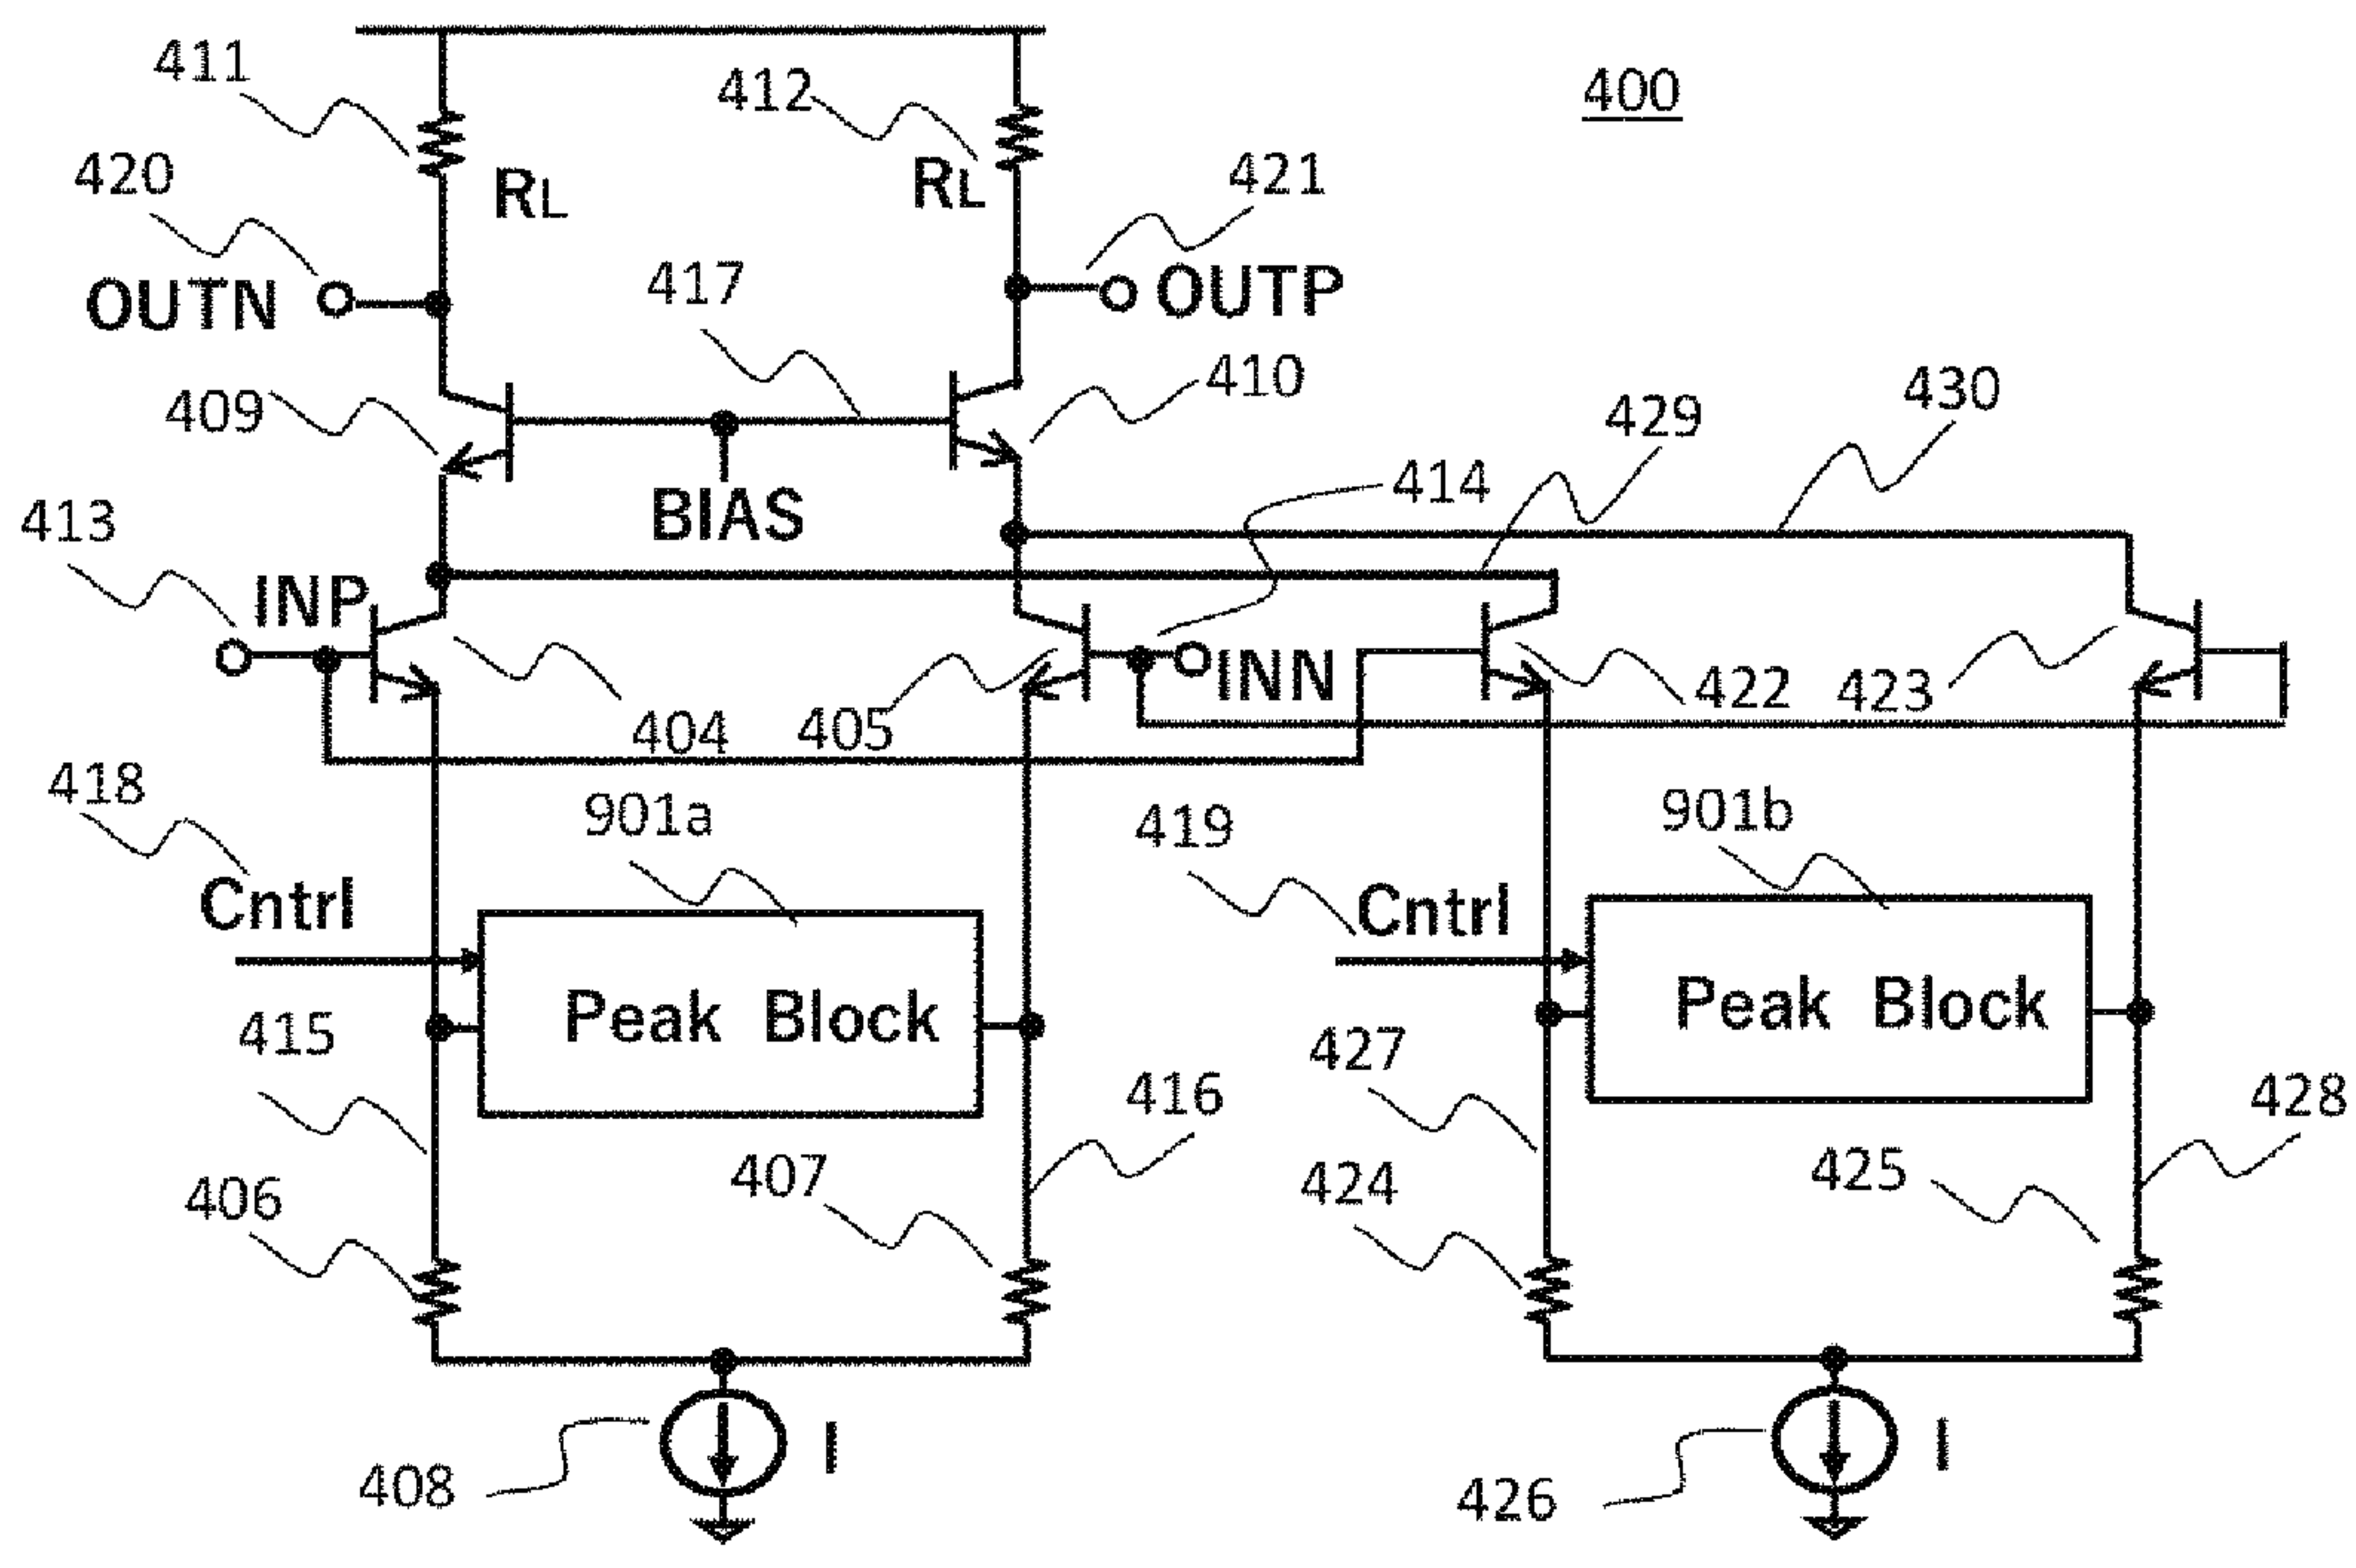 411
412
400
420
RL
RL
421
OUTN
417
OUTP
409
410
430
429
BIAS
414
413
INP
INN
404
405
422
423
418
901a
419
901b
Cntrl
Cntrl
Peak Block
Peak Block
415
427
416
428
406
407
424
425
408
I
426
I